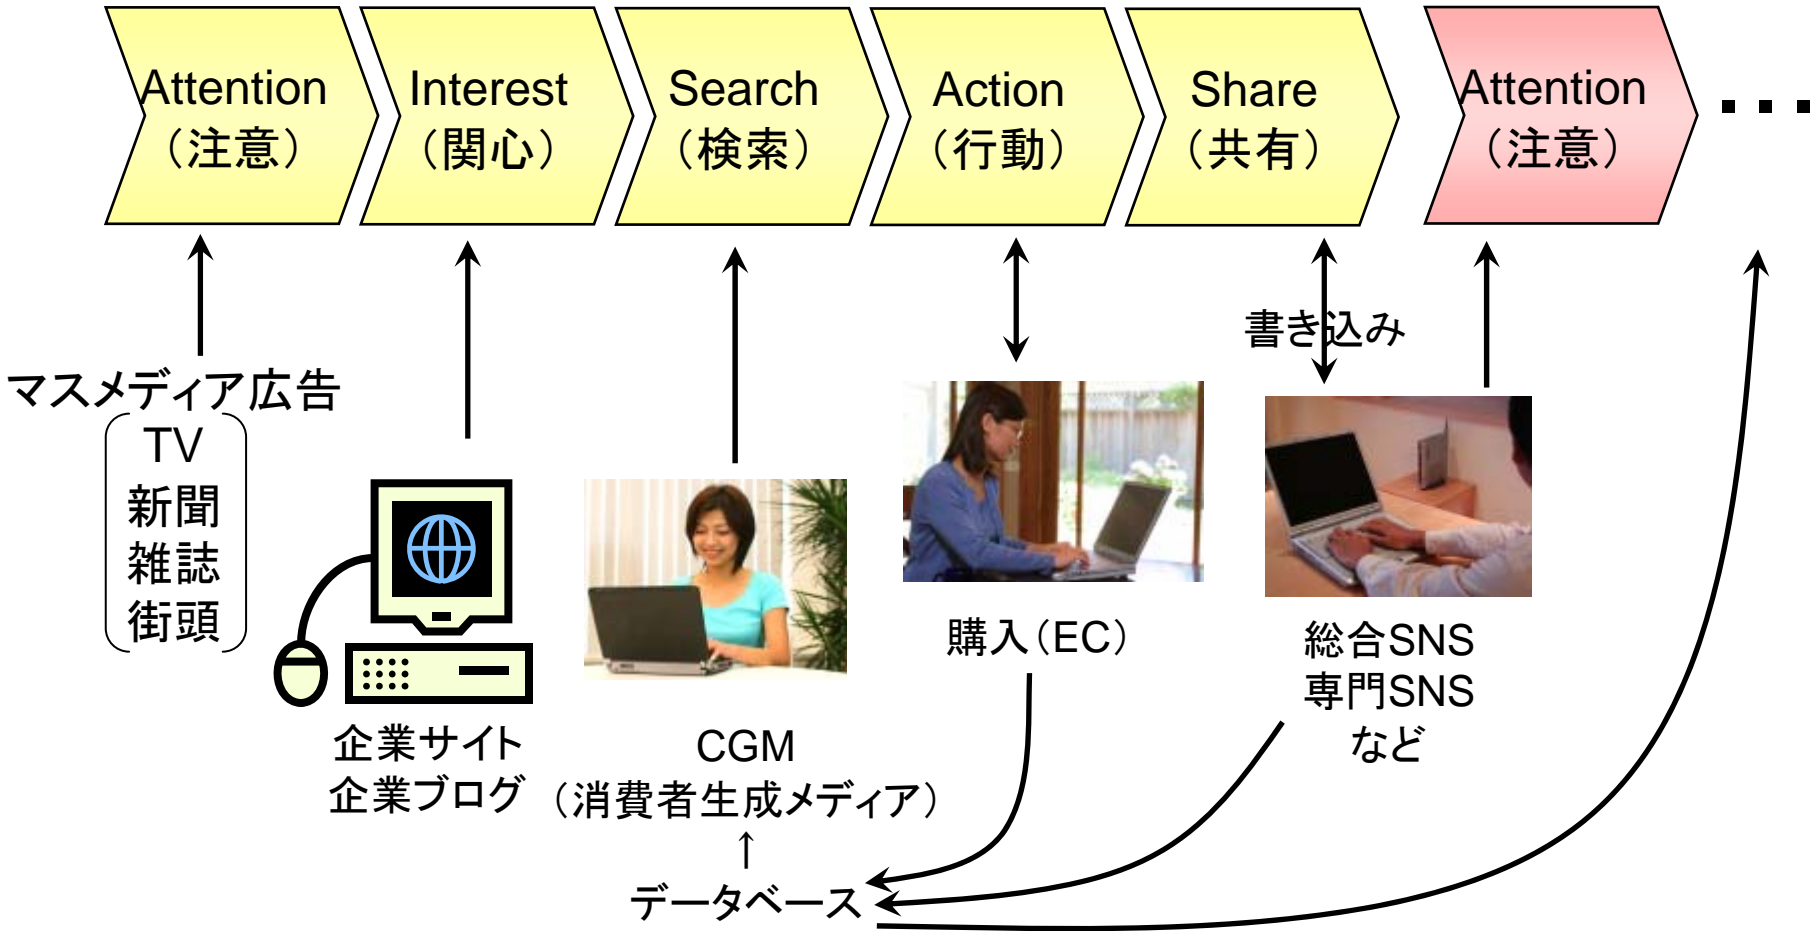 Attention
（注意）
Interest
（関心）
Search
（検索）
Action
（行動）
Share
（共有）
Attention
（注意）
・・・
マスメディア広告
TV
新聞
雑誌
街頭
企業サイト
企業ブログ
CGM
（消費者生成メディア）
↑
データベース
購入（EC）
書き込み
総合SNS
専門SNS
など